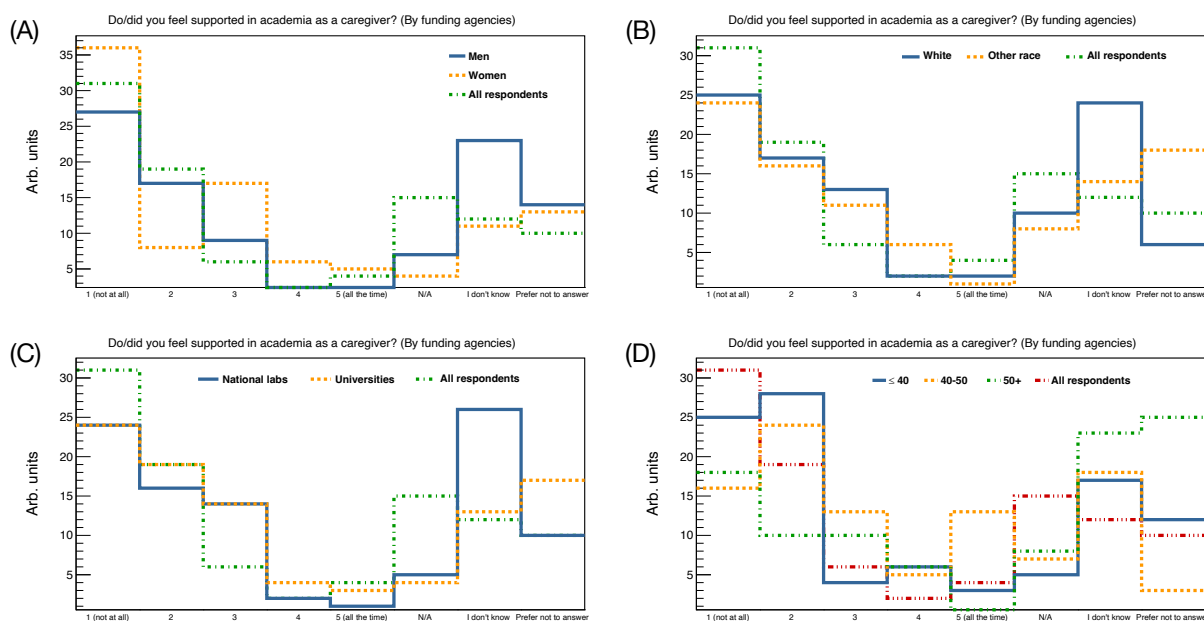 (A)
Do/did you feel supported in academia as a caregiver? (By funding agencies)
Arb. units
35
30
25
20
15
10
5
Men
Women
All respondents
1 (not at all) 2 3 4 5 (all the time) N/A I don't know Prefer not to answer
(B)
Do/did you feel supported in academia as a caregiver? (By funding agencies)
Arb. units
30
25
20
15
10
5
White Other race All respondents
1 (not at all) 2 3 4 5 (all the time) N/A I don't know Prefer not to answer
(C)
Do/did you feel supported in academia as a caregiver? (By funding agencies)
Arb. units
30
25
20
15
10
5
National labs Universities All respondents
1 (not at all) 2 3 4 5 (all the time) N/A I don't know Prefer not to answer
(D)
Do/did you feel supported in academia as a caregiver? (By funding agencies)
Arb. units
30
25
20
15
10
5
≤ 40 40-50 50+ All respondents
1 (not at all) 2 3 4 5 (all the time) N/A I don't know Prefer not to answer